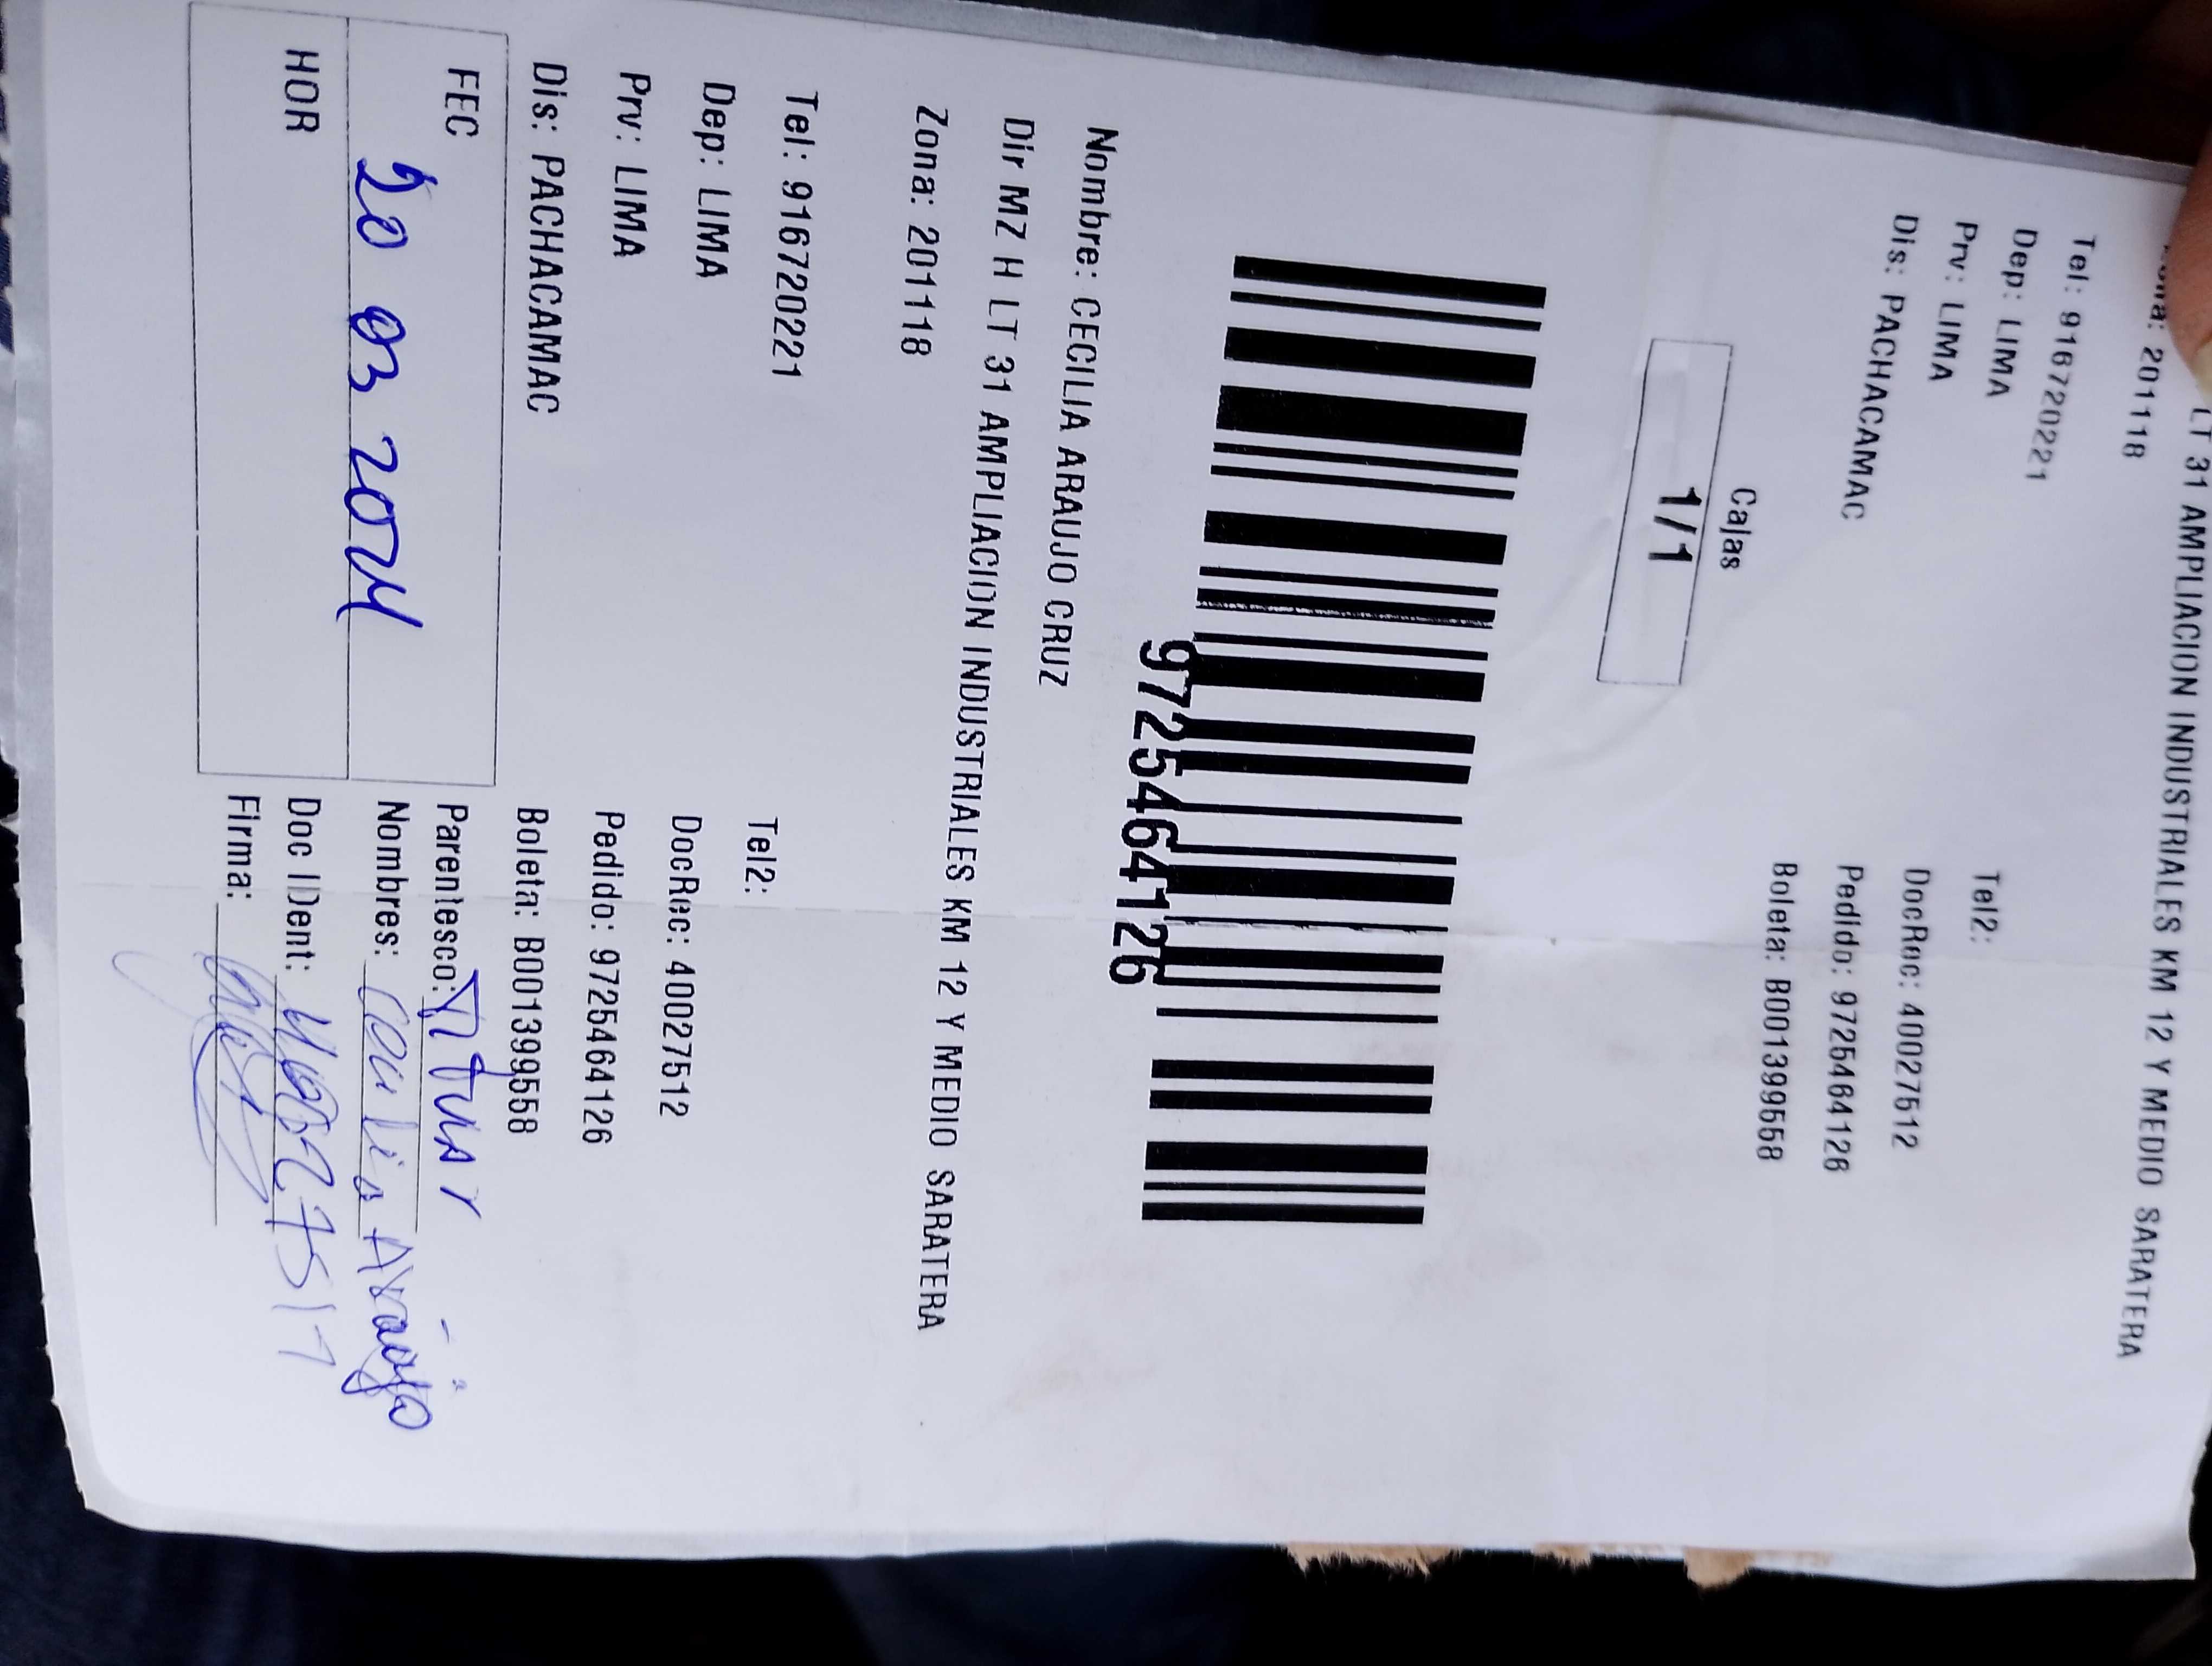 LT 31 AMPLIACION INDUSTRIALES KM 12 Y MEDIO SARATERA
201118
Tel: 916720221
Tel2:
Dep: LIMA
DocRec: 40027512
Prv: LIMA
Pedido: 9725464126
Dis: PACHACAMAC
Boleta: B001399558
Cajas
1/1
9725464126
Nombre: CECILIA ARAUJO CRUZ
Dir MZ H LT 31 AMPLIACION INDUSTRIALES KM 12 Y MEDIO SARATERA
Zona: 201118
Tel: 916720221
Tel2:
Dep: LIMA
DocRec: 40027512
Prv: LIMA
Pedido: 9725464126
Dis: PACHACAMAC
Boleta: B001399558
FEC
20 03 2024
HOR
Parentesco:
Nombres: Araujo
Doc IDent:
Firma: